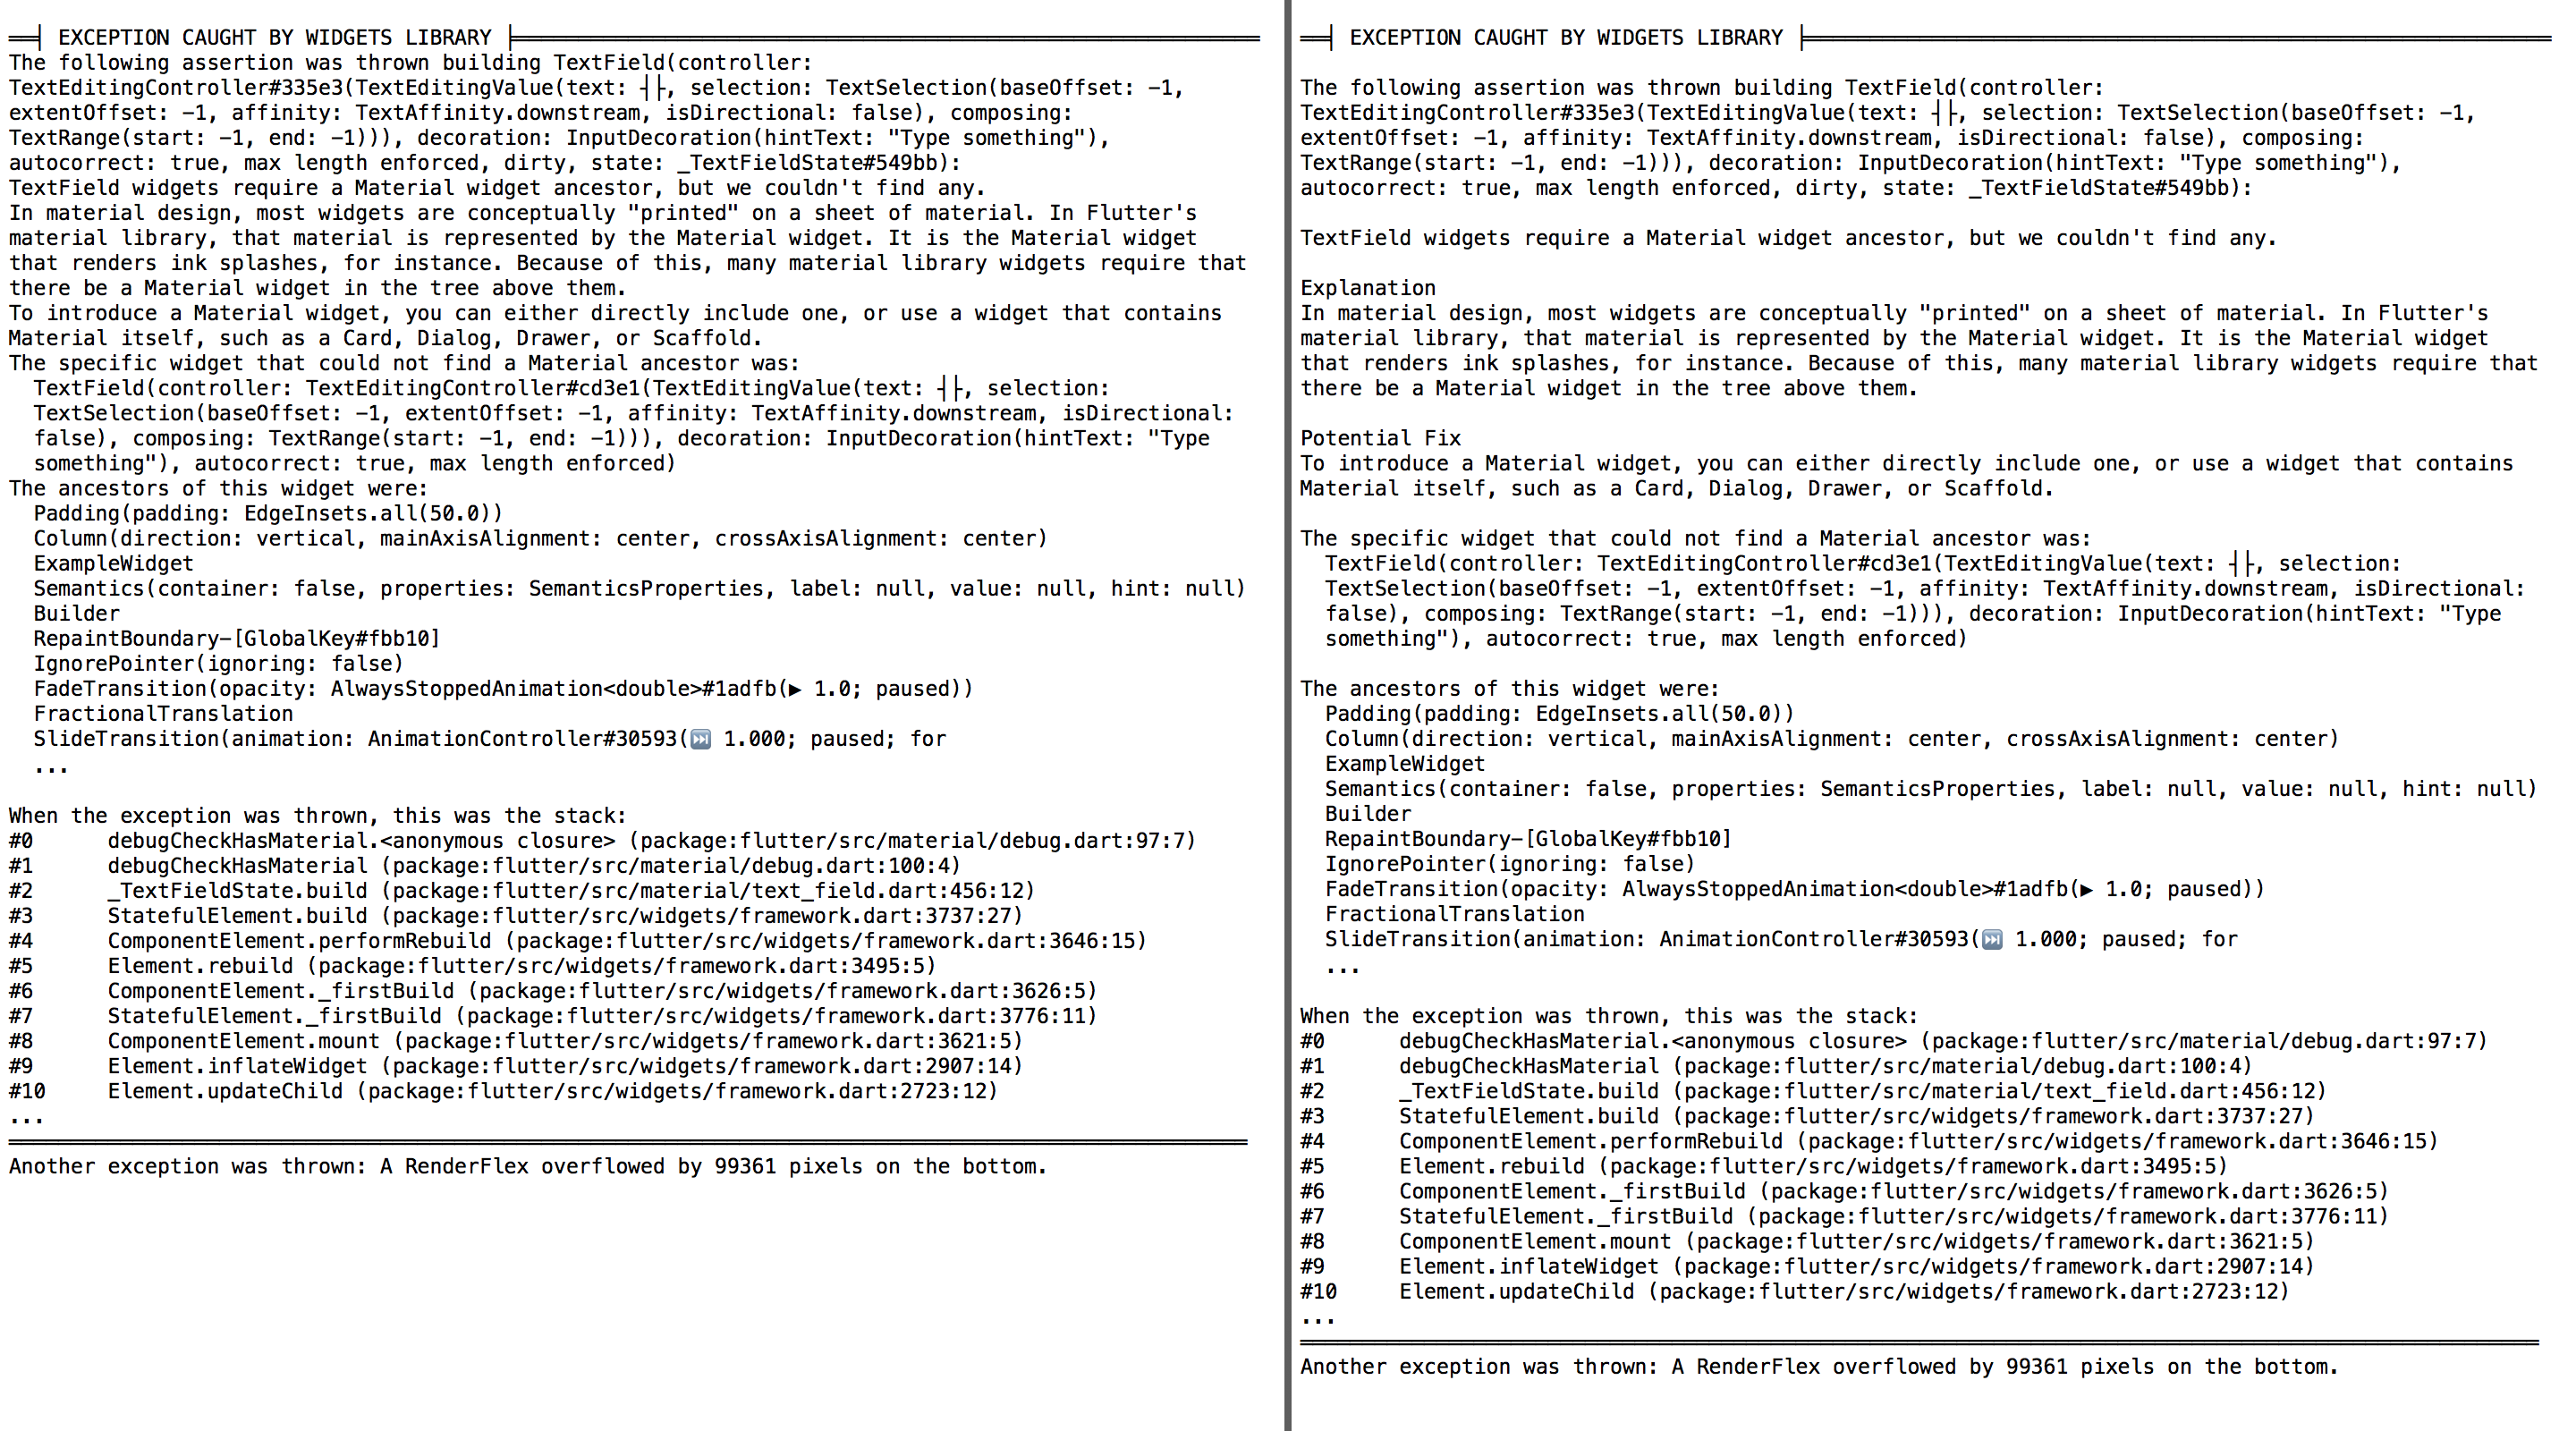 ══╡ EXCEPTION CAUGHT BY WIDGETS LIBRARY ╞════════════════════════════════════════════════════════════
The following assertion was thrown building TextField(controller:
TextEditingController#335e3(TextEditingValue(text: ┤├, selection: TextSelection(baseOffset: -1,
extentOffset: -1, affinity: TextAffinity.downstream, isDirectional: false), composing:
TextRange(start: -1, end: -1))), decoration: InputDecoration(hintText: "Type something"),
autocorrect: true, max length enforced, dirty, state: _TextFieldState#549bb):
TextField widgets require a Material widget ancestor, but we couldn't find any.
In material design, most widgets are conceptually "printed" on a sheet of material. In Flutter's
material library, that material is represented by the Material widget. It is the Material widget
that renders ink splashes, for instance. Because of this, many material library widgets require that
there be a Material widget in the tree above them.
To introduce a Material widget, you can either directly include one, or use a widget that contains
Material itself, such as a Card, Dialog, Drawer, or Scaffold.
The specific widget that could not find a Material ancestor was:
  TextField(controller: TextEditingController#cd3e1(TextEditingValue(text: ┤├, selection:
  TextSelection(baseOffset: -1, extentOffset: -1, affinity: TextAffinity.downstream, isDirectional:
  false), composing: TextRange(start: -1, end: -1))), decoration: InputDecoration(hintText: "Type
  something"), autocorrect: true, max length enforced)
The ancestors of this widget were:
  Padding(padding: EdgeInsets.all(50.0))
  Column(direction: vertical, mainAxisAlignment: center, crossAxisAlignment: center)
  ExampleWidget
  Semantics(container: false, properties: SemanticsProperties, label: null, value: null, hint: null)
  Builder
  RepaintBoundary-[GlobalKey#fbb10]
  IgnorePointer(ignoring: false)
  FadeTransition(opacity: AlwaysStoppedAnimation<double>#1adfb(▶ 1.0; paused))
  FractionalTranslation
  SlideTransition(animation: AnimationController#30593(⏭ 1.000; paused; for
  ...
When the exception was thrown, this was the stack:
#0      debugCheckHasMaterial.<anonymous closure> (package:flutter/src/material/debug.dart:97:7)
#1      debugCheckHasMaterial (package:flutter/src/material/debug.dart:100:4)
#2      _TextFieldState.build (package:flutter/src/material/text_field.dart:456:12)
#3      StatefulElement.build (package:flutter/src/widgets/framework.dart:3737:27)
#4      ComponentElement.performRebuild (package:flutter/src/widgets/framework.dart:3646:15)
#5      Element.rebuild (package:flutter/src/widgets/framework.dart:3495:5)
#6      ComponentElement._firstBuild (package:flutter/src/widgets/framework.dart:3626:5)
#7      StatefulElement._firstBuild (package:flutter/src/widgets/framework.dart:3776:11)
#8      ComponentElement.mount (package:flutter/src/widgets/framework.dart:3621:5)
#9      Element.inflateWidget (package:flutter/src/widgets/framework.dart:2907:14)
#10     Element.updateChild (package:flutter/src/widgets/framework.dart:2723:12)
...
════════════════════════════════════════════════════════════════════════════════════════════════════
Another exception was thrown: A RenderFlex overflowed by 99361 pixels on the bottom.
══╡ EXCEPTION CAUGHT BY WIDGETS LIBRARY ╞════════════════════════════════════════════════════════════
The following assertion was thrown building TextField(controller:
TextEditingController#335e3(TextEditingValue(text: ┤├, selection: TextSelection(baseOffset: -1,
extentOffset: -1, affinity: TextAffinity.downstream, isDirectional: false), composing:
TextRange(start: -1, end: -1))), decoration: InputDecoration(hintText: "Type something"),
autocorrect: true, max length enforced, dirty, state: _TextFieldState#549bb):
TextField widgets require a Material widget ancestor, but we couldn't find any.
Explanation
In material design, most widgets are conceptually "printed" on a sheet of material. In Flutter's
material library, that material is represented by the Material widget. It is the Material widget
that renders ink splashes, for instance. Because of this, many material library widgets require that
there be a Material widget in the tree above them.
Potential Fix
To introduce a Material widget, you can either directly include one, or use a widget that contains
Material itself, such as a Card, Dialog, Drawer, or Scaffold.
The specific widget that could not find a Material ancestor was:
  TextField(controller: TextEditingController#cd3e1(TextEditingValue(text: ┤├, selection:
  TextSelection(baseOffset: -1, extentOffset: -1, affinity: TextAffinity.downstream, isDirectional:
  false), composing: TextRange(start: -1, end: -1))), decoration: InputDecoration(hintText: "Type
  something"), autocorrect: true, max length enforced)
The ancestors of this widget were:
  Padding(padding: EdgeInsets.all(50.0))
  Column(direction: vertical, mainAxisAlignment: center, crossAxisAlignment: center)
  ExampleWidget
  Semantics(container: false, properties: SemanticsProperties, label: null, value: null, hint: null)
  Builder
  RepaintBoundary-[GlobalKey#fbb10]
  IgnorePointer(ignoring: false)
  FadeTransition(opacity: AlwaysStoppedAnimation<double>#1adfb(▶ 1.0; paused))
  FractionalTranslation
  SlideTransition(animation: AnimationController#30593(⏭ 1.000; paused; for
  ...
When the exception was thrown, this was the stack:
#0      debugCheckHasMaterial.<anonymous closure> (package:flutter/src/material/debug.dart:97:7)
#1      debugCheckHasMaterial (package:flutter/src/material/debug.dart:100:4)
#2      _TextFieldState.build (package:flutter/src/material/text_field.dart:456:12)
#3      StatefulElement.build (package:flutter/src/widgets/framework.dart:3737:27)
#4      ComponentElement.performRebuild (package:flutter/src/widgets/framework.dart:3646:15)
#5      Element.rebuild (package:flutter/src/widgets/framework.dart:3495:5)
#6      ComponentElement._firstBuild (package:flutter/src/widgets/framework.dart:3626:5)
#7      StatefulElement._firstBuild (package:flutter/src/widgets/framework.dart:3776:11)
#8      ComponentElement.mount (package:flutter/src/widgets/framework.dart:3621:5)
#9      Element.inflateWidget (package:flutter/src/widgets/framework.dart:2907:14)
#10     Element.updateChild (package:flutter/src/widgets/framework.dart:2723:12)
...
════════════════════════════════════════════════════════════════════════════════════════════════════
Another exception was thrown: A RenderFlex overflowed by 99361 pixels on the bottom.